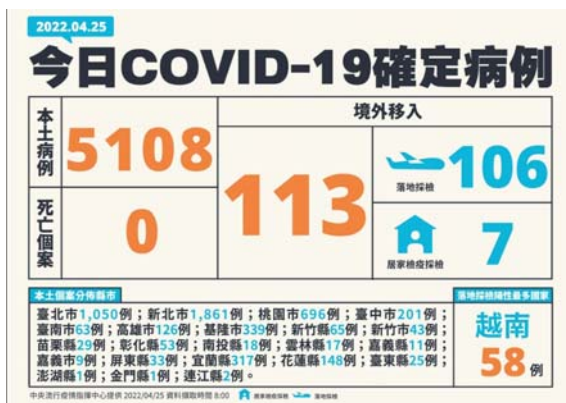 2022.04.25
今日COVID-19確定病例
本土病例
5108
死亡個案
0
境外移入
113
落地採檢
106
居家檢疫採檢
7
本土個案分佈縣市
臺北市1,050例；新北市1,861例；桃園市696例；臺中市201例；
臺南市63例；高雄市126例；基隆市339例；新竹縣65例；新竹市43例；
苗栗縣29例；彰化縣53例；南投縣18例；雲林縣17例；嘉義縣11例；
嘉義市9例；屏東縣33例；宜蘭縣317例；花蓮縣148例；臺東縣25例；
澎湖縣1例；金門縣1例；連江縣2例。
落地採檢陽性最多國家
越南
58例
中央流行疫情指揮中心提供 2022/04/25 資料擷取時間 8:00
居家檢疫採檢
落地採檢